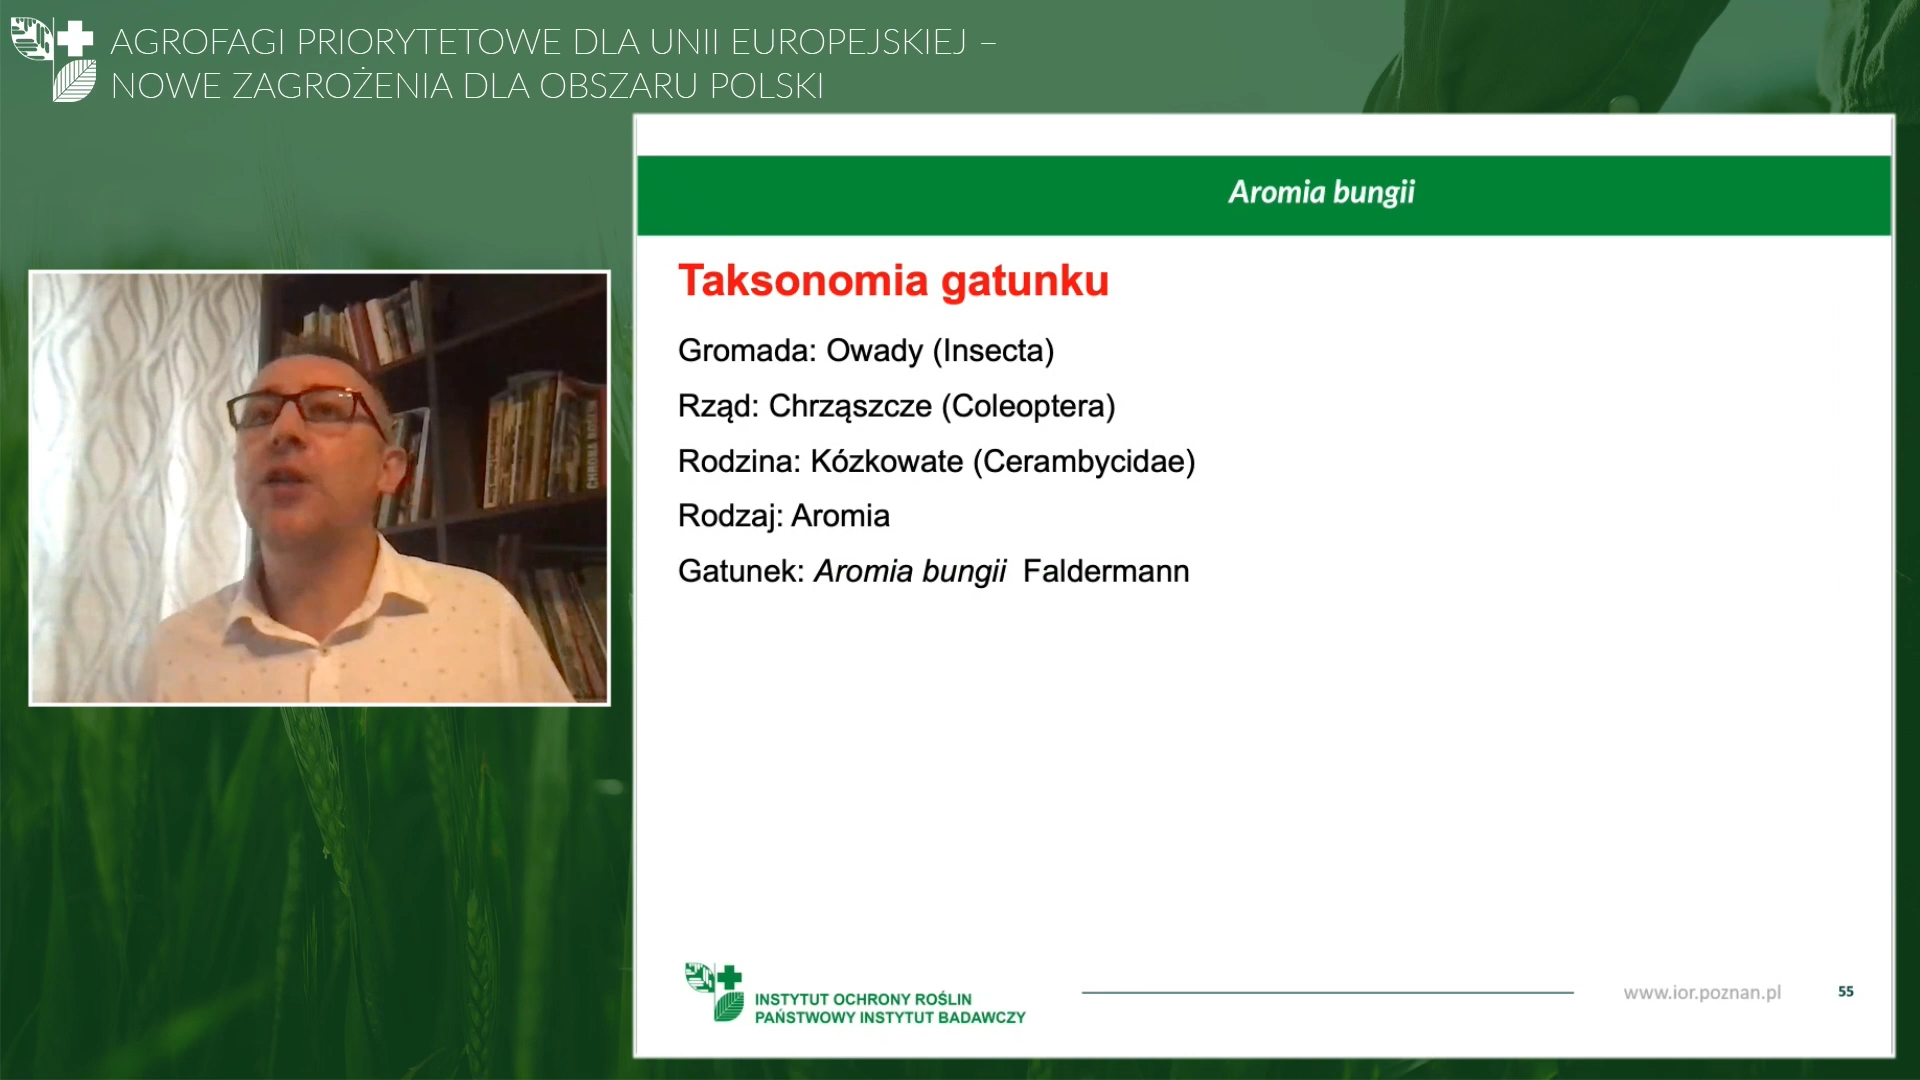 AGROFAGI PRIORYTETOWE DLA UNII EUROPEJSKIEJ –
NOWE ZAGROŻENIA DLA OBSZARU POLSKI
Aromia bungii
Taksonomia gatunku
Gromada: Owady (Insecta)
Rząd: Chrząszcze (Coleoptera)
Rodzina: Kózkowate (Cerambycidae)
Rodzaj: Aromia
Gatunek: Aromia bungii Faldermann
INSTYTUT OCHRONY ROŚLIN
PAŃSTWOWY INSTYTUT BADAWCZY
www.ior.poznan.pl
55